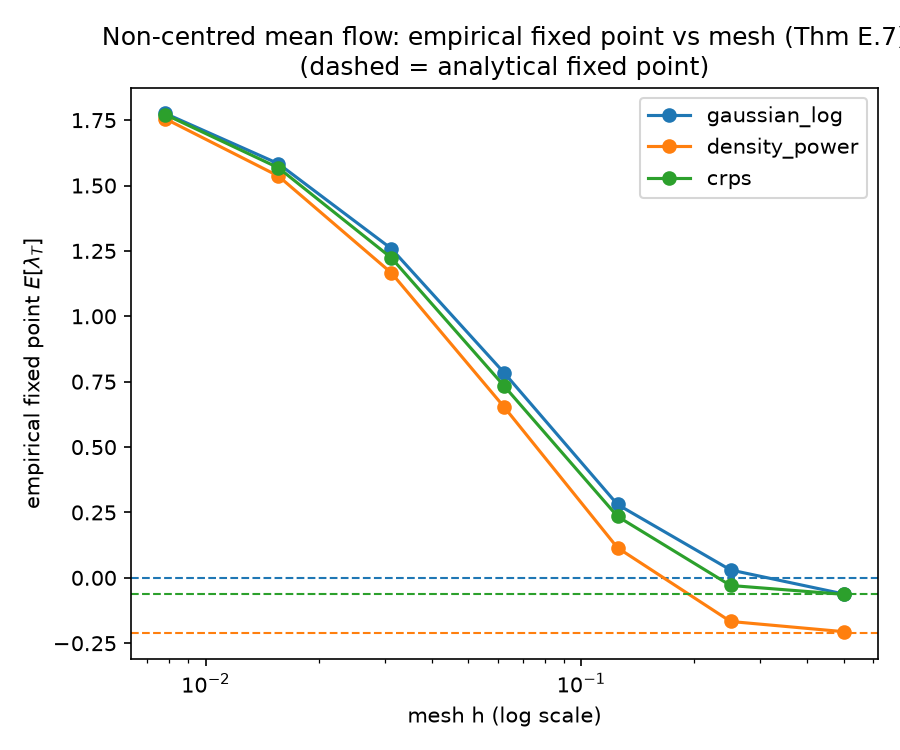 Non-centred mean flow: empirical fixed point vs mesh (Thm E.7)
(dashed = analytical fixed point)
gaussian_log
density_power
crps
1.75
1.50
1.25
1.00
0.75
0.50
0.25
0.00
−0.25
empirical fixed point E[λ_T]
10⁻²
10⁻¹
mesh h (log scale)